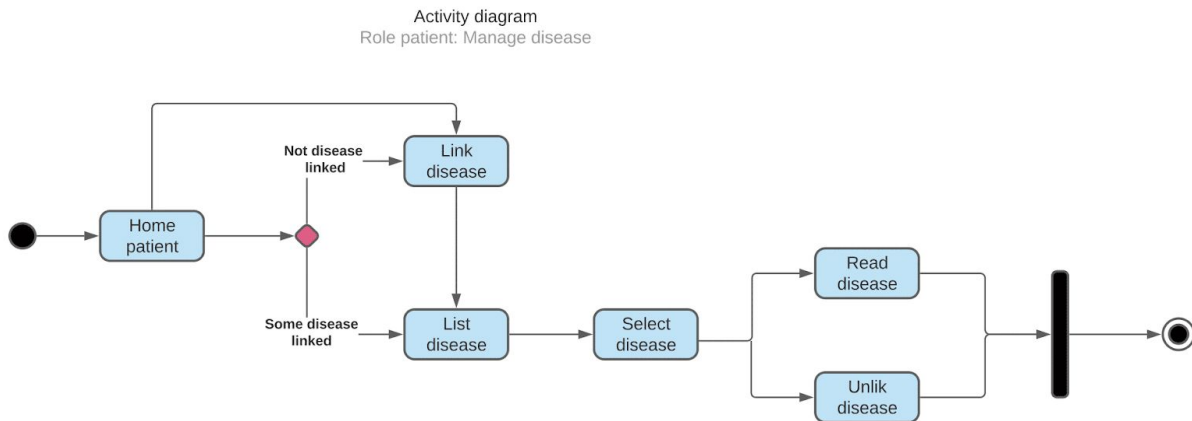 Activity diagram
Role patient: Manage disease
Not disease
linked
Link
disease
Home
patient
Some disease
linked
List
disease
Select
disease
Read
disease
Unlik
disease